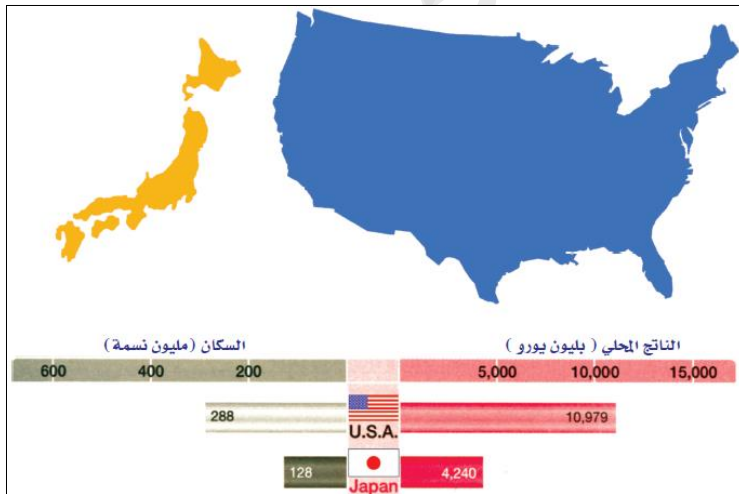 السكان (مليون نسمة) الناتج المحلي (بليون يورو)
600 400 200 5,000 10,000 15,000
288 U.S.A. 10,979
128 Japan 4,240